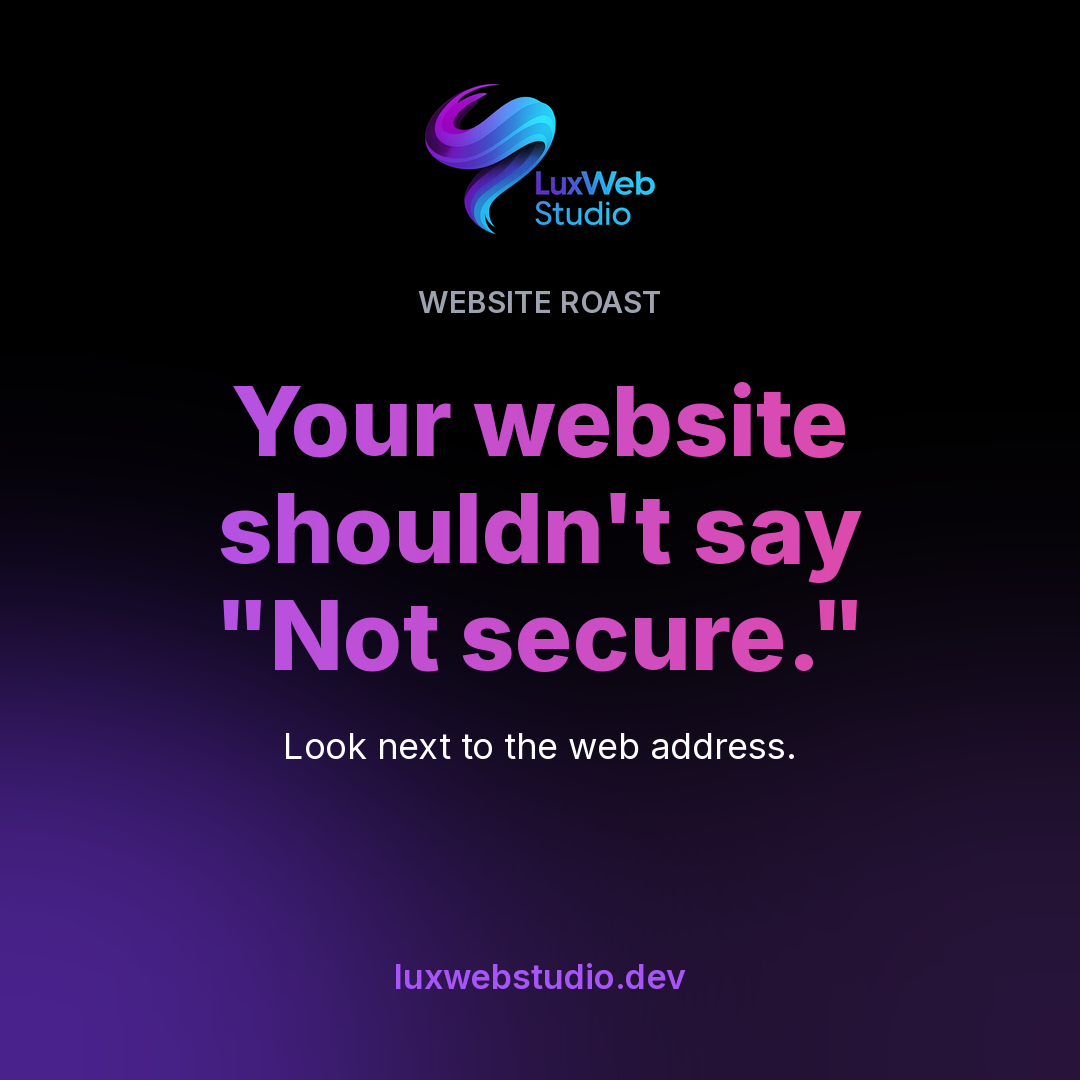 LuxWeb
Studio
WEBSITE ROAST
Your website
shouldn't say
"Not secure."
Look next to the web address.
luxwebstudio.dev